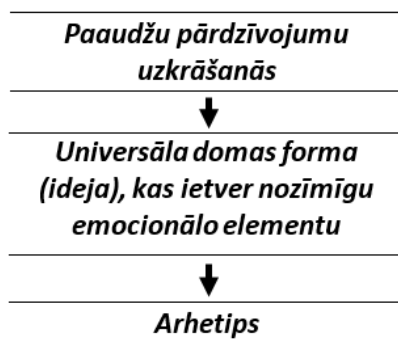 Paaudžu pārdzīvojumu
uzkrāšanās
Universāla domas forma
(ideja), kas ietver nozīmīgu
emocionālo elementu
Arhetips